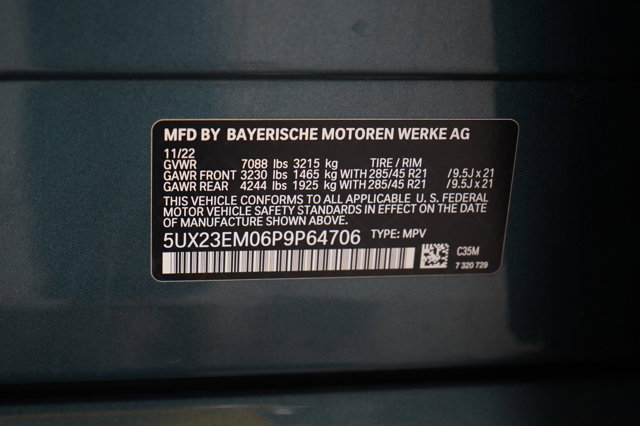 MFD BY BAYERISCHE MOTOREN WERKE AG
11/22
GVWR 7088 lbs 3215 kg TIRE / RIM
GAWR FRONT 3230 lbs 1465 kg WITH 285/45 R21 /9.5J x 21
GAWR REAR 4244 lbs 1925 kg WITH 285/45 R21 /9.5J x 21
THIS VEHICLE CONFORMS TO ALL APPLICABLE U. S. FEDERAL
MOTOR VEHICLE SAFETY STANDARDS IN EFFECT ON THE DATE
OF MANUFACTURE SHOWN ABOVE.
5UX23EM06P9P64706 TYPE: MPV
C35M
7 320 729